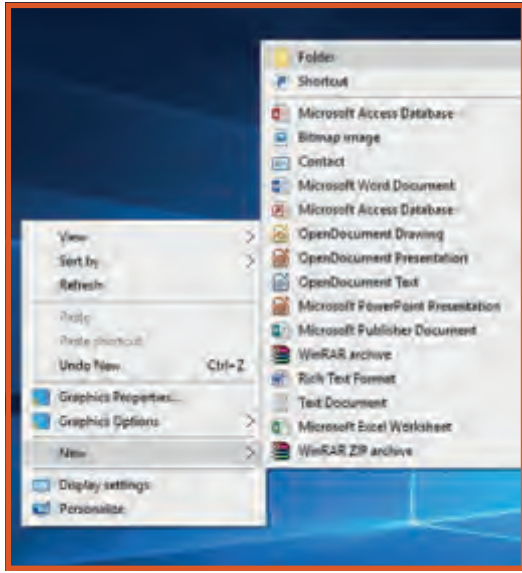 View
Sort by
Refresh
Paste
Paste shortcut
Undo New Ctrl+Z
Graphics Properties...
Graphics Options
New
Display settings
Personalize
Folder
Shortcut
Microsoft Access Database
Bitmap image
Contact
Microsoft Word Document
Microsoft Access Database
OpenDocument Drawing
OpenDocument Presentation
OpenDocument Text
Microsoft PowerPoint Presentation
Microsoft Publisher Document
WinRAR archive
Rich Text Format
Text Document
Microsoft Excel Worksheet
WinRAR ZIP archive